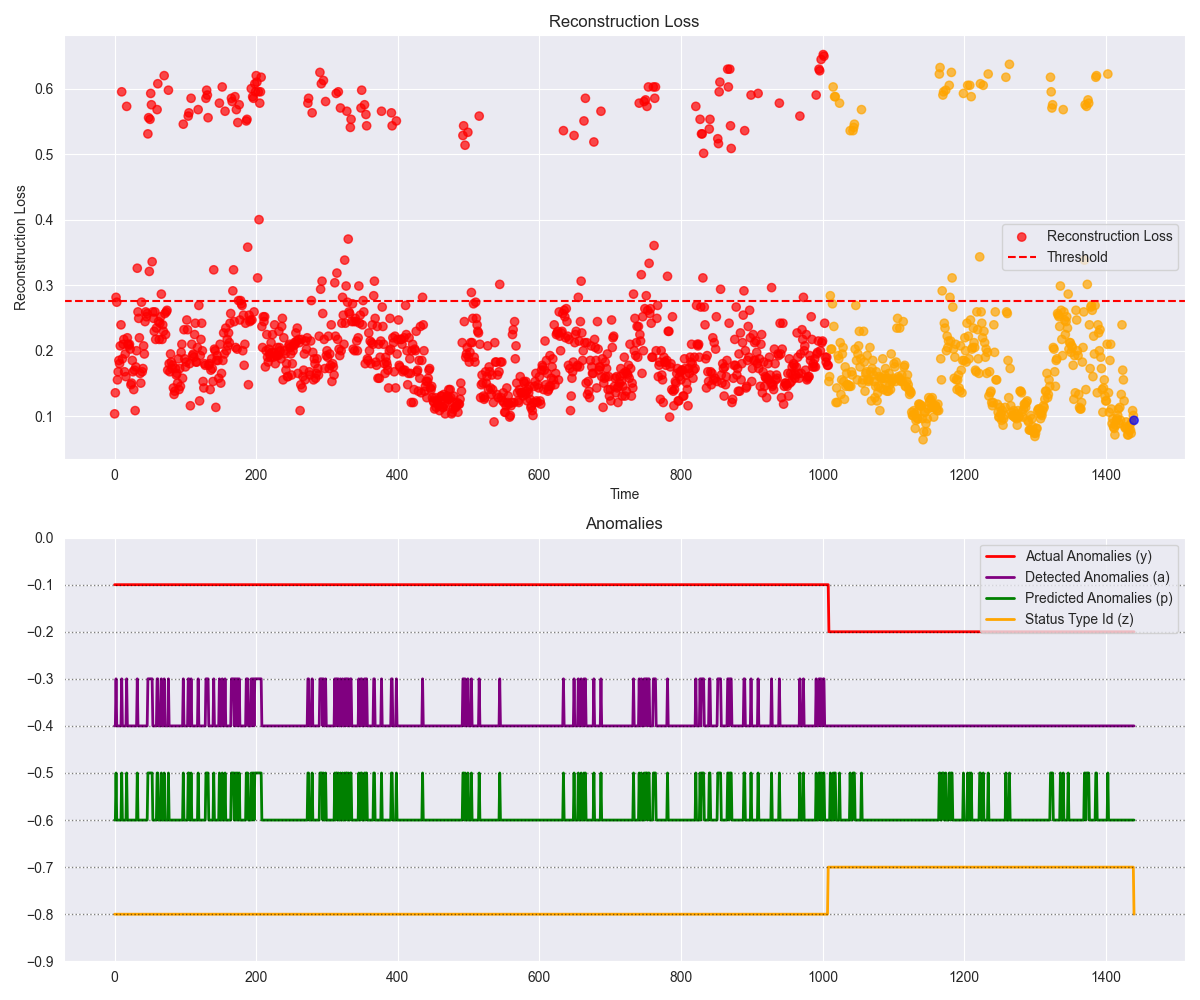 Reconstruction Loss
Reconstruction Loss
0.6
0.5
0.4
0.3
0.2
0.1
Reconstruction Loss
Threshold
0 200 400 600 800 1000 1200 1400
Time
Anomalies
0.0
−0.1
−0.2
−0.3
−0.4
−0.5
−0.6
−0.7
−0.8
−0.9
Actual Anomalies (y)
Detected Anomalies (a)
Predicted Anomalies (p)
Status Type Id (z)
0 200 400 600 800 1000 1200 1400